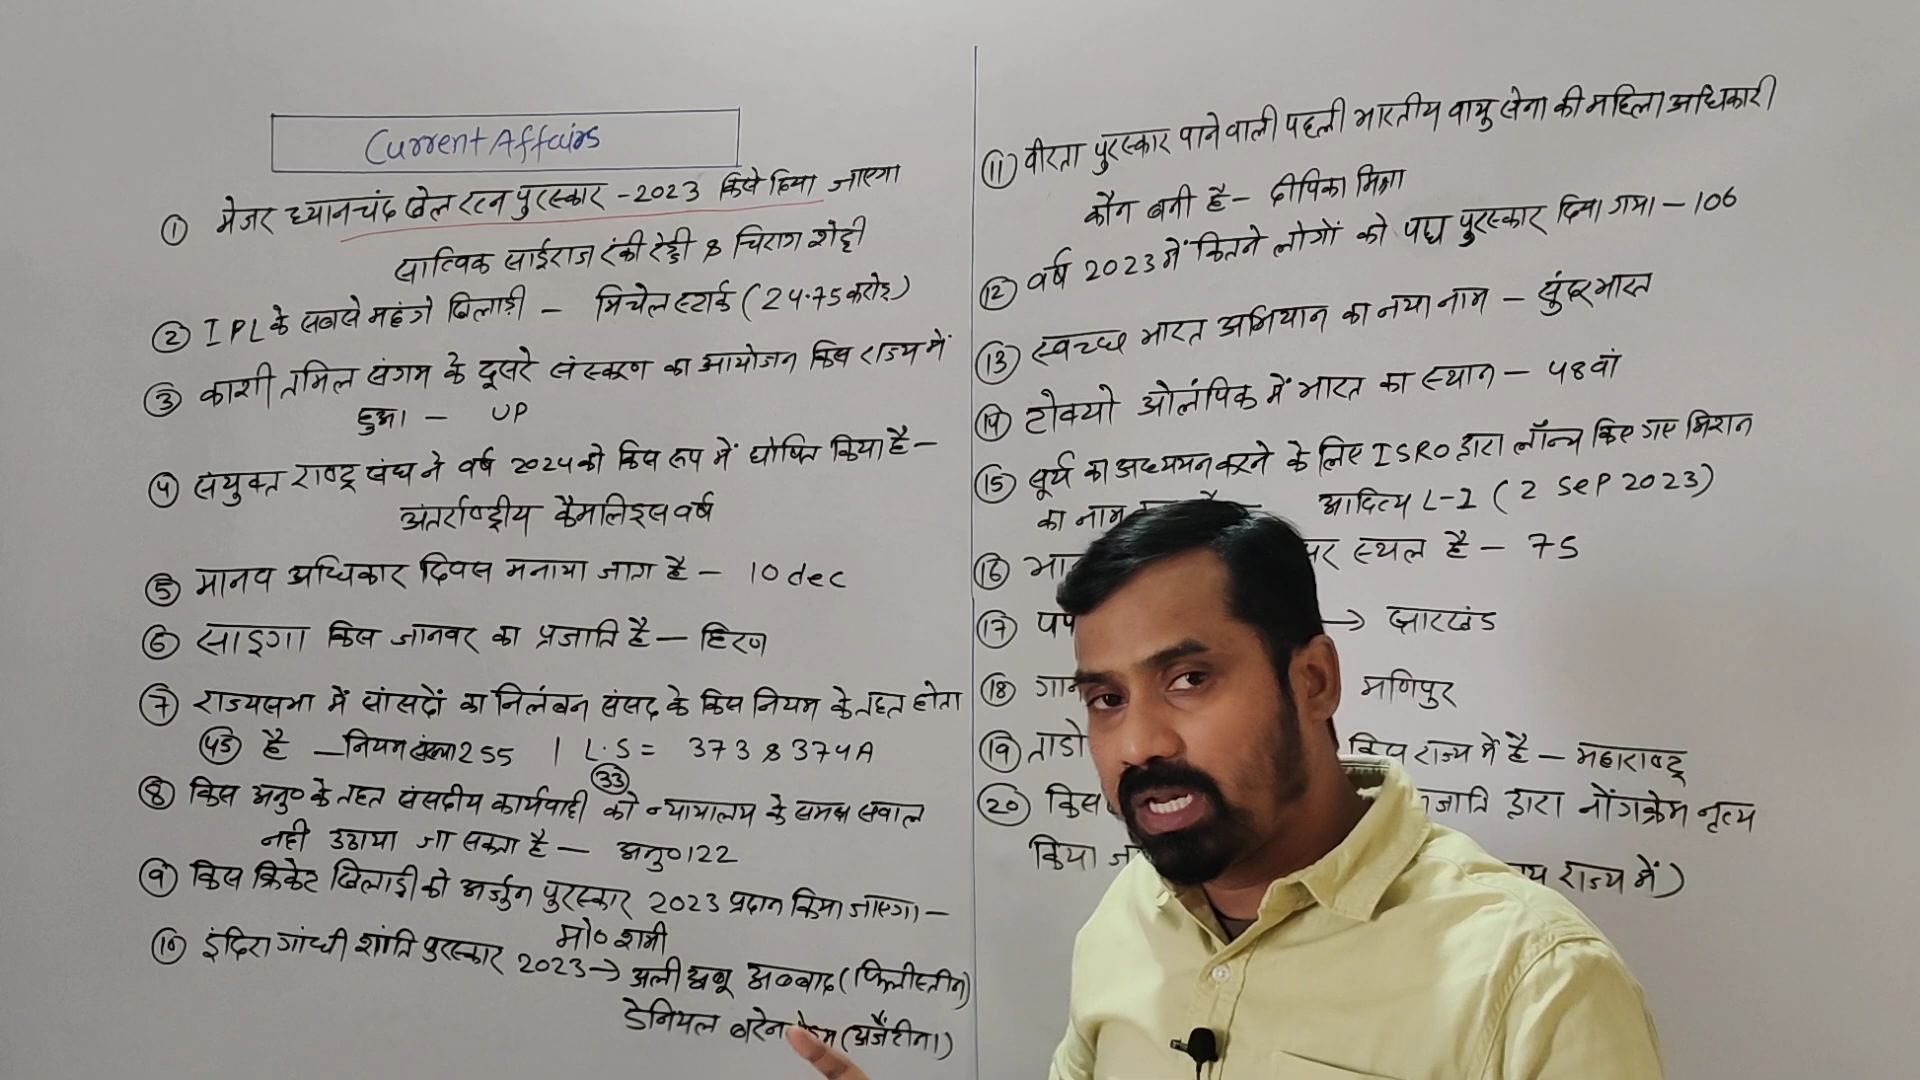 Current Affairs
① मेजर ध्यानचंद खेल रत्न पुरस्कार - 2023 किसे दिया जाएगा
सात्विक साईराज रंकी रेड्डी & चिराग शेट्टी
② IPL के सबसे महंगे खिलाड़ी - मिचेल स्टार्क (24.75 करोड़)
③ काशी तमिल संगम के दूसरे संस्करण का आयोजन किस राज्य में
हुआ - UP
④ संयुक्त राष्ट्र संघ ने वर्ष 2024 को किस रूप में घोषित किया है -
अंतर्राष्ट्रीय कैमलिड्स वर्ष
⑤ मानव अधिकार दिवस मनाया जाता है - 10 dec
⑥ साइगा किस जानवर का प्रजाति है - हिरण
⑦ राज्यसभा में सांसदों का निलंबन संसद के किस नियम के तहत होता
(45) है - नियम संख्या 255 | L.S = 373 & 374A
(33)
⑧ किस अनु० के तहत संसदीय कार्यवाही को न्यायालय के समक्ष सवाल
नही उठाया जा सकता है - अनु० 122
⑨ किस क्रिकेट खिलाड़ी को अर्जुन पुरस्कार 2023 प्रदान किया जाएगा -
मो० शमी
⑩ इंदिरा गांधी शांति पुरस्कार 2023 → अली अबू अव्वाद (फिलीस्तीन)
डेनियल बरेन (अर्जेंटीना)
⑪ वीरता पुरस्कार पाने वाली पहली भारतीय वायु सेना की महिला अधिकारी
कौन बनी है - दीपिका मिश्रा
⑫ वर्ष 2023 में कितने लोगों को पद्म पुरस्कार दिया गया - 106
⑬ स्वच्छ भारत अभियान का नया नाम - सुंदर भारत
⑭ टोक्यो ओलंपिक में भारत का स्थान - 48वां
⑮ सूर्य का अध्ययन करने के लिए ISRO द्वारा लॉन्च किए गए मिशन
का नाम आदित्य L-1 (2 Sep 2023)
⑯ स्थल है - 75
⑰ → झारखंड
⑱ मणिपुर
⑲ ताडो किस राज्य में है - महाराष्ट्र
⑳ किस जाति द्वारा नोंगक्रेम नृत्य
किया राज्य में)